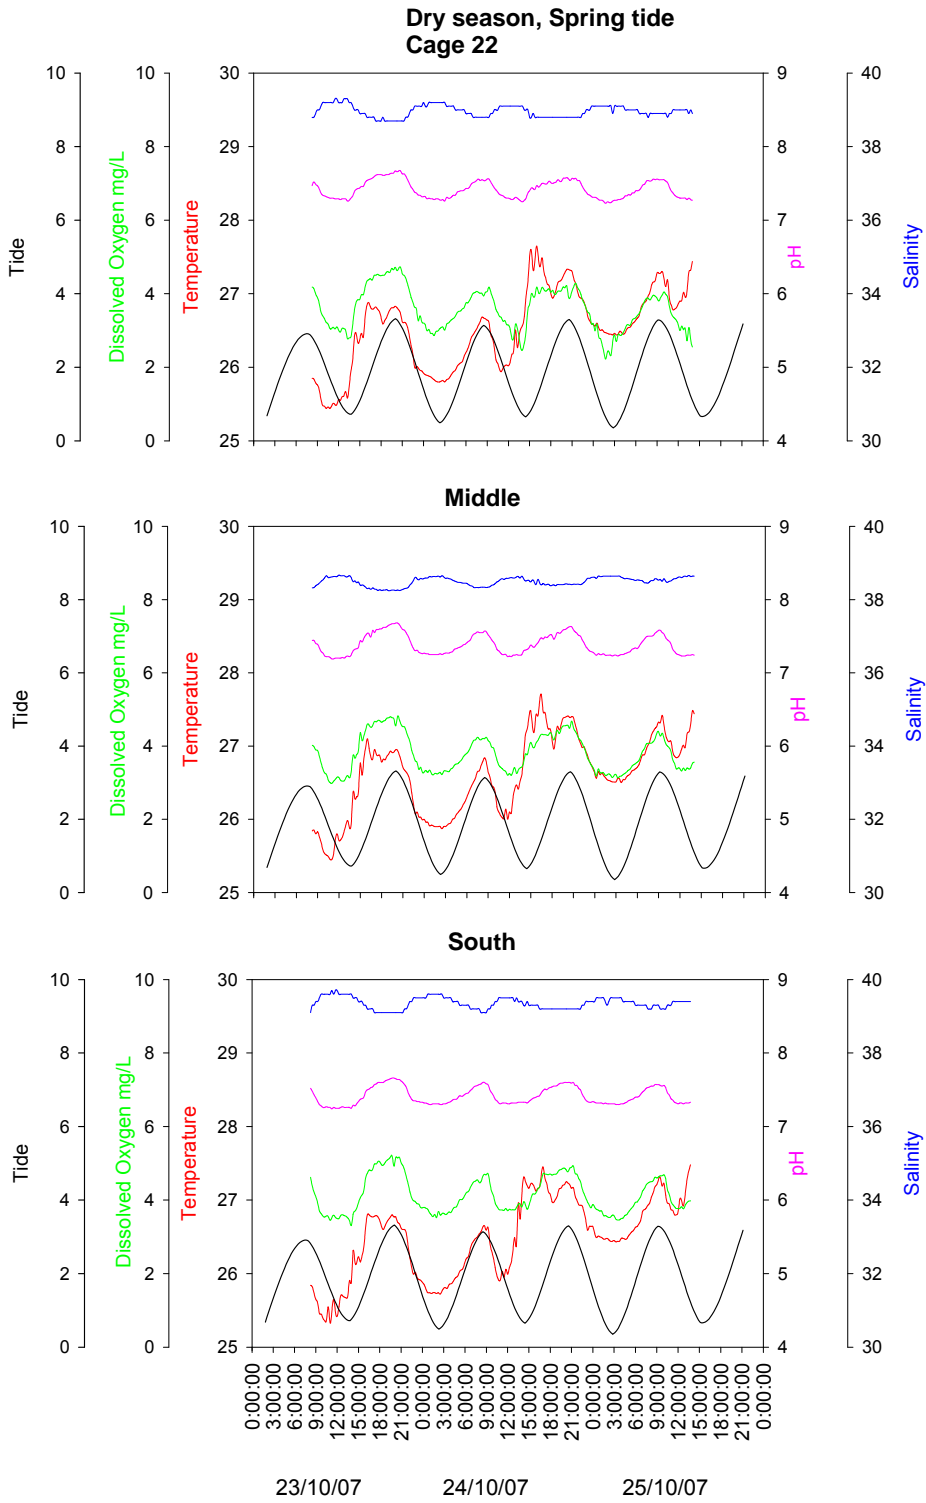 Dry season, Spring tide
Cage 22
10 10 30 9 40
8 8 29 8 38
6 6 28 7 36
4 4 27 6 34
2 2 26 5 32
0 0 25 4 30
Tide
Dissolved Oxygen mg/L
Temperature
pH
Salinity
Middle
10 10 30 9 40
8 8 29 8 38
6 6 28 7 36
4 4 27 6 34
2 2 26 5 32
0 0 25 4 30
Tide
Dissolved Oxygen mg/L
Temperature
pH
Salinity
South
10 10 30 9 40
8 8 29 8 38
6 6 28 7 36
4 4 27 6 34
2 2 26 5 32
0 0 25 4 30
Tide
Dissolved Oxygen mg/L
Temperature
pH
Salinity
0:00:00 3:00:00 6:00:00 9:00:00 12:00:00 15:00:00 18:00:00 21:00:00 0:00:00 3:00:00 6:00:00 9:00:00 12:00:00 15:00:00 18:00:00 21:00:00 0:00:00 3:00:00 6:00:00 9:00:00 12:00:00 15:00:00 18:00:00 21:00:00 0:00:00
23/10/07 24/10/07 25/10/07